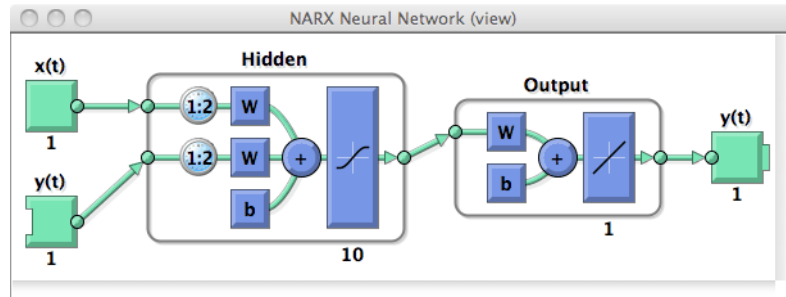 NARX Neural Network (view)
Hidden
x(t)
1:2
W
1
y(t)
1:2
W
+
b
1
10
Output
W
+
b
1
y(t)
1